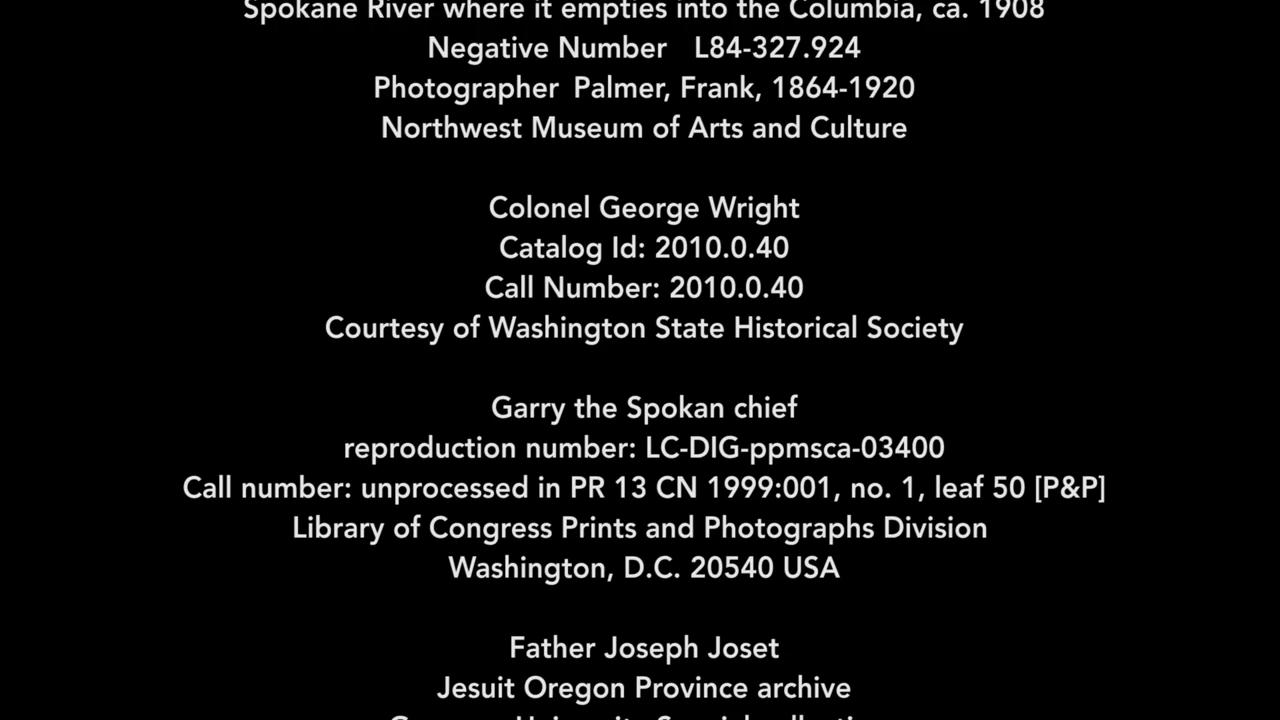 Spokane River where it empties into the Columbia, ca. 1908
Negative Number L84-327.924
Photographer Palmer, Frank, 1864-1920
Northwest Museum of Arts and Culture
Colonel George Wright
Catalog Id: 2010.0.40
Call Number: 2010.0.40
Courtesy of Washington State Historical Society
Garry the Spokan chief
reproduction number: LC-DIG-ppmsca-03400
Call number: unprocessed in PR 13 CN 1999:001, no. 1, leaf 50 [P&P]
Library of Congress Prints and Photographs Division
Washington, D.C. 20540 USA
Father Joseph Joset
Jesuit Oregon Province archive